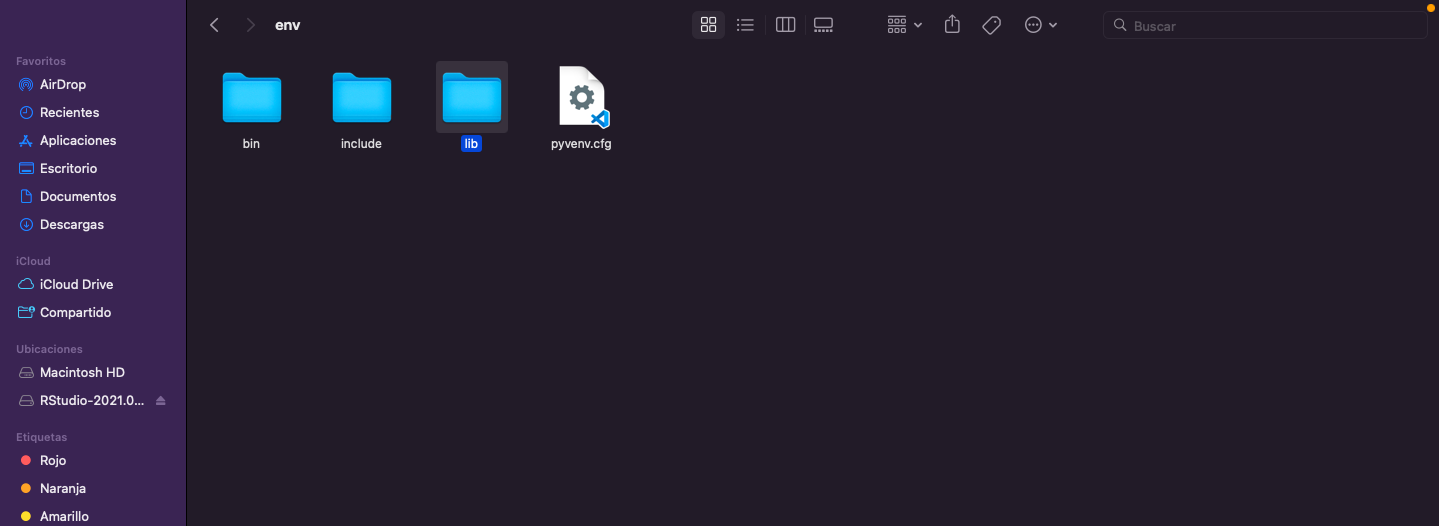 env
Buscar
Favoritos
AirDrop
Recientes
Aplicaciones
Escritorio
Documentos
Descargas
iCloud
iCloud Drive
Compartido
Ubicaciones
Macintosh HD
RStudio-2021.0...
Etiquetas
Rojo
Naranja
Amarillo
bin
include
lib
pyvenv.cfg